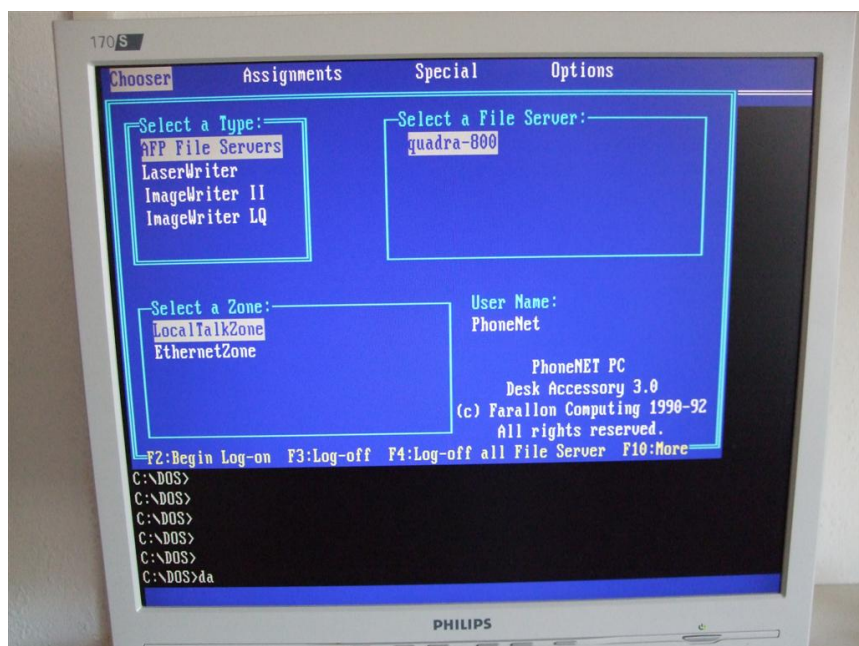 170 S
Chooser Assignments Special Options
Select a Type:
AFP File Servers
LaserWriter
ImageWriter II
ImageWriter LQ
Select a File Server:
quadra-800
Select a Zone:
LocalTalkZone
EthernetZone
User Name:
PhoneNet
PhoneNET PC
Desk Accessory 3.0
(c) Farallon Computing 1990-92
All rights reserved.
F2:Begin Log-on F3:Log-off F4:Log-off all File Server F10:More
C:\DOS>
C:\DOS>
C:\DOS>
C:\DOS>
C:\DOS>
C:\DOS>da
PHILIPS